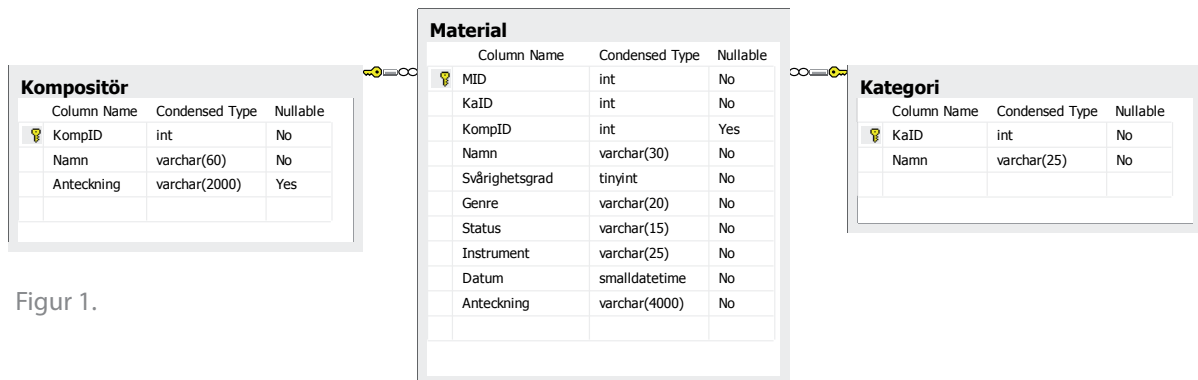 Kompositör
Column Name Condensed Type Nullable
KompID int No
Namn varchar(60) No
Anteckning varchar(2000) Yes
Figur 1.
Material
Column Name Condensed Type Nullable
MID int No
KaID int No
KompID int Yes
Namn varchar(30) No
Svårighetsgrad tinyint No
Genre varchar(20) No
Status varchar(15) No
Instrument varchar(25) No
Datum smalldatetime No
Anteckning varchar(4000) No
Kategori
Column Name Condensed Type Nullable
KaID int No
Namn varchar(25) No